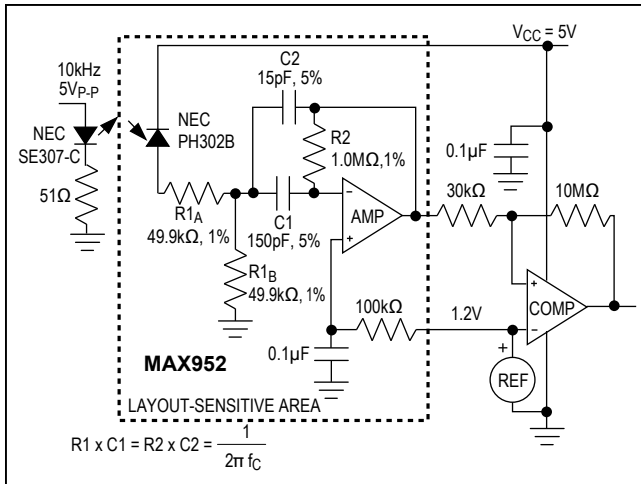 10kHz
5VP-P
NEC
SE307-C
51Ω
NEC
PH302B
R1A
49.9kΩ, 1%
R1B
49.9kΩ, 1%
C2
15pF, 5%
R2
1.0MΩ,1%
C1
150pF, 5%
−
+
AMP
100kΩ
0.1µF
MAX952
LAYOUT-SENSITIVE AREA
VCC = 5V
0.1µF
30kΩ
10MΩ
+
−
COMP
1.2V
+
REF
R1 x C1 = R2 x C2 = 1
2π fC